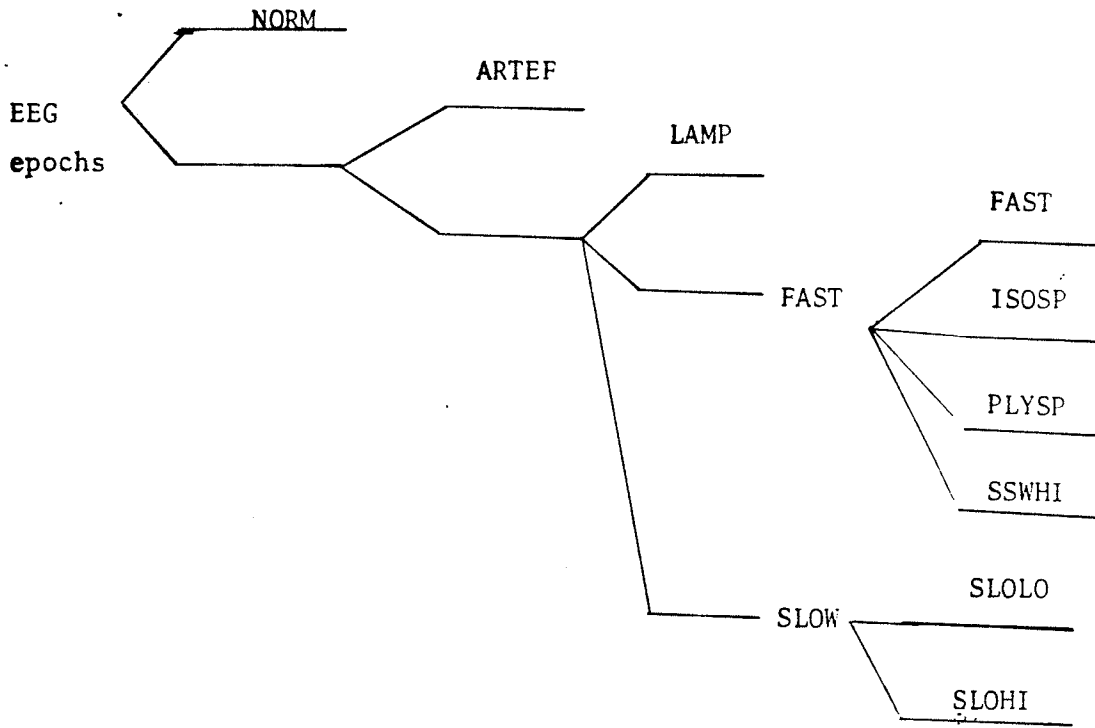 NORM
ARTEF
EEG
epochs
LAMP
FAST
FAST
ISOSP
PLYSP
SSWHI
SLOLO
SLOW
SLOHI